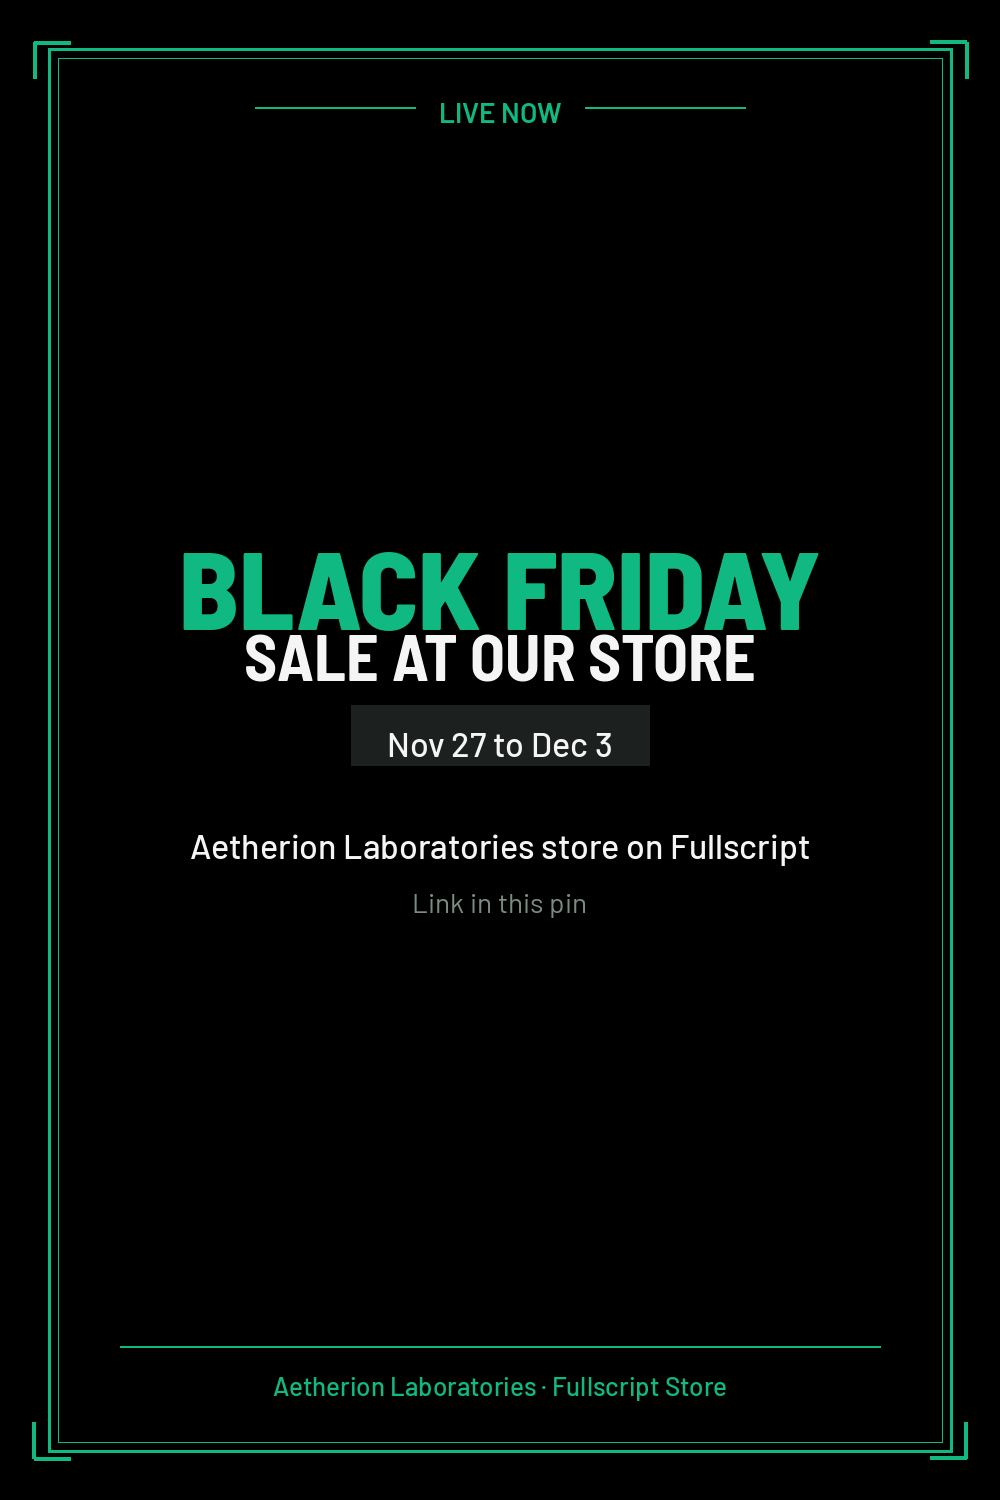 LIVE NOW
BLACK FRIDAY
SALE AT OUR STORE
Nov 27 to Dec 3
Aetherion Laboratories store on Fullscript
Link in this pin
Aetherion Laboratories · Fullscript Store